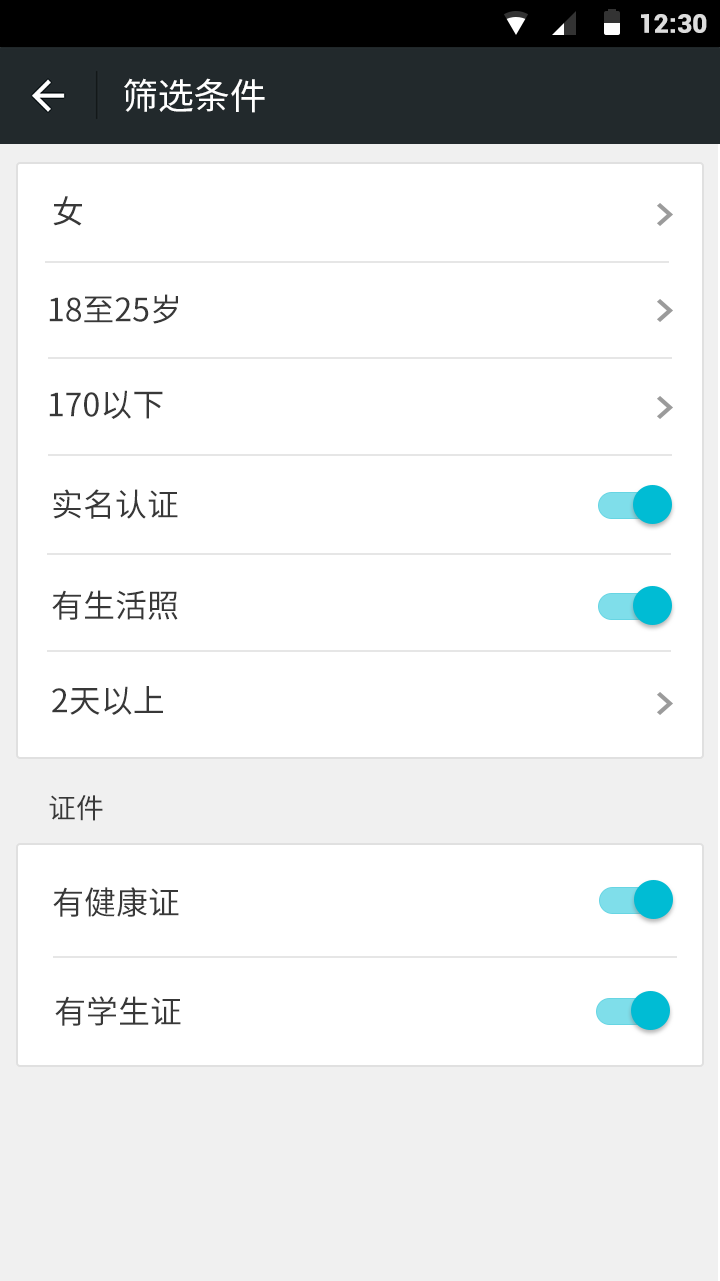 12:30
筛选条件
女
18至25岁
170以下
实名认证
有生活照
2天以上
证件
有健康证
有学生证